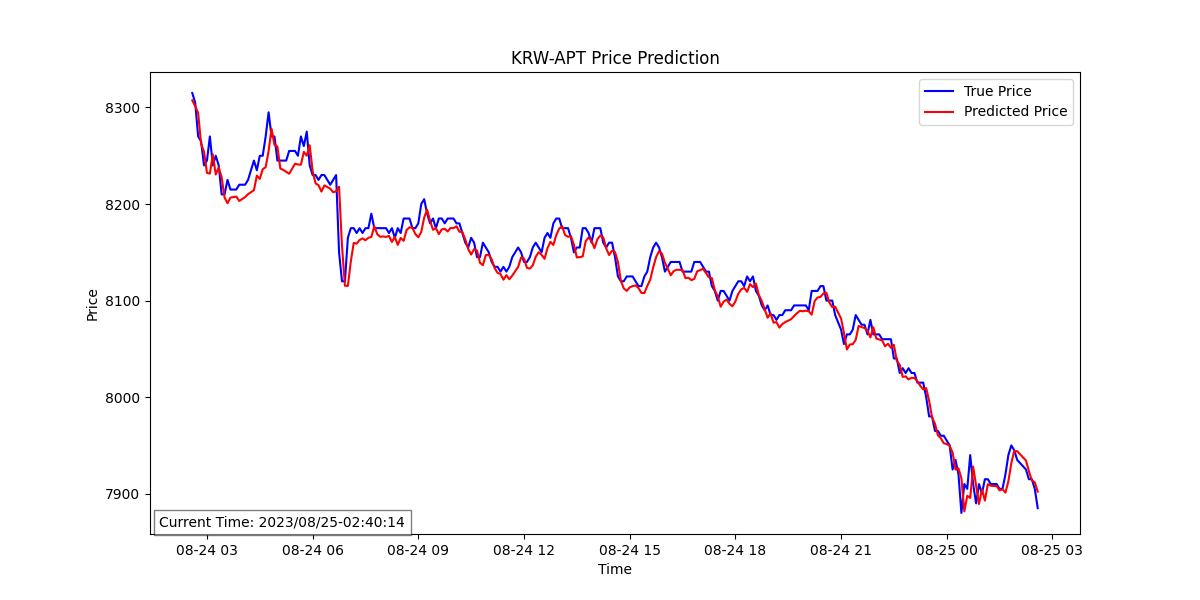 KRW-APT Price Prediction
True Price
Predicted Price
8300
8200
8100
8000
7900
Price
Current Time: 2023/08/25-02:40:14
08-24 03
08-24 06
08-24 09
08-24 12
08-24 15
08-24 18
08-24 21
08-25 00
08-25 03
Time